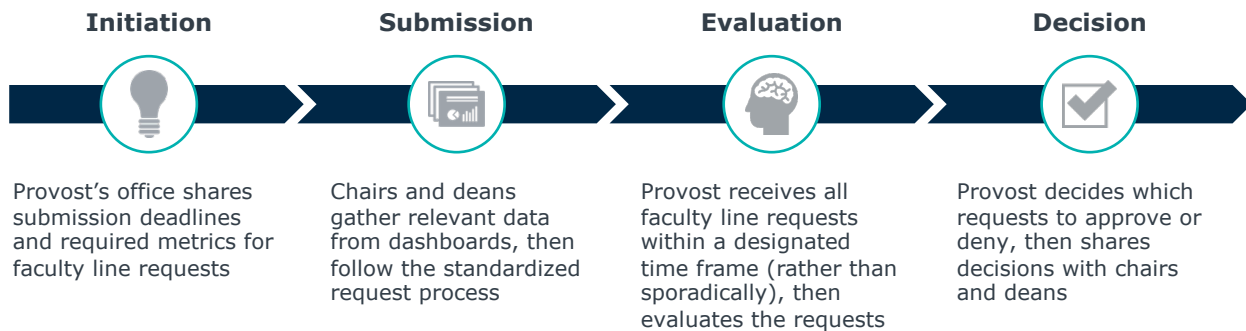 Initiation
Provost’s office shares
submission deadlines
and required metrics for
faculty line requests
Submission
Chairs and deans
gather relevant data
from dashboards, then
follow the standardized
request process
Evaluation
Provost receives all
faculty line requests
within a designated
time frame (rather than
sporadically), then
evaluates the requests
Decision
Provost decides which
requests to approve or
deny, then shares
decisions with chairs
and deans